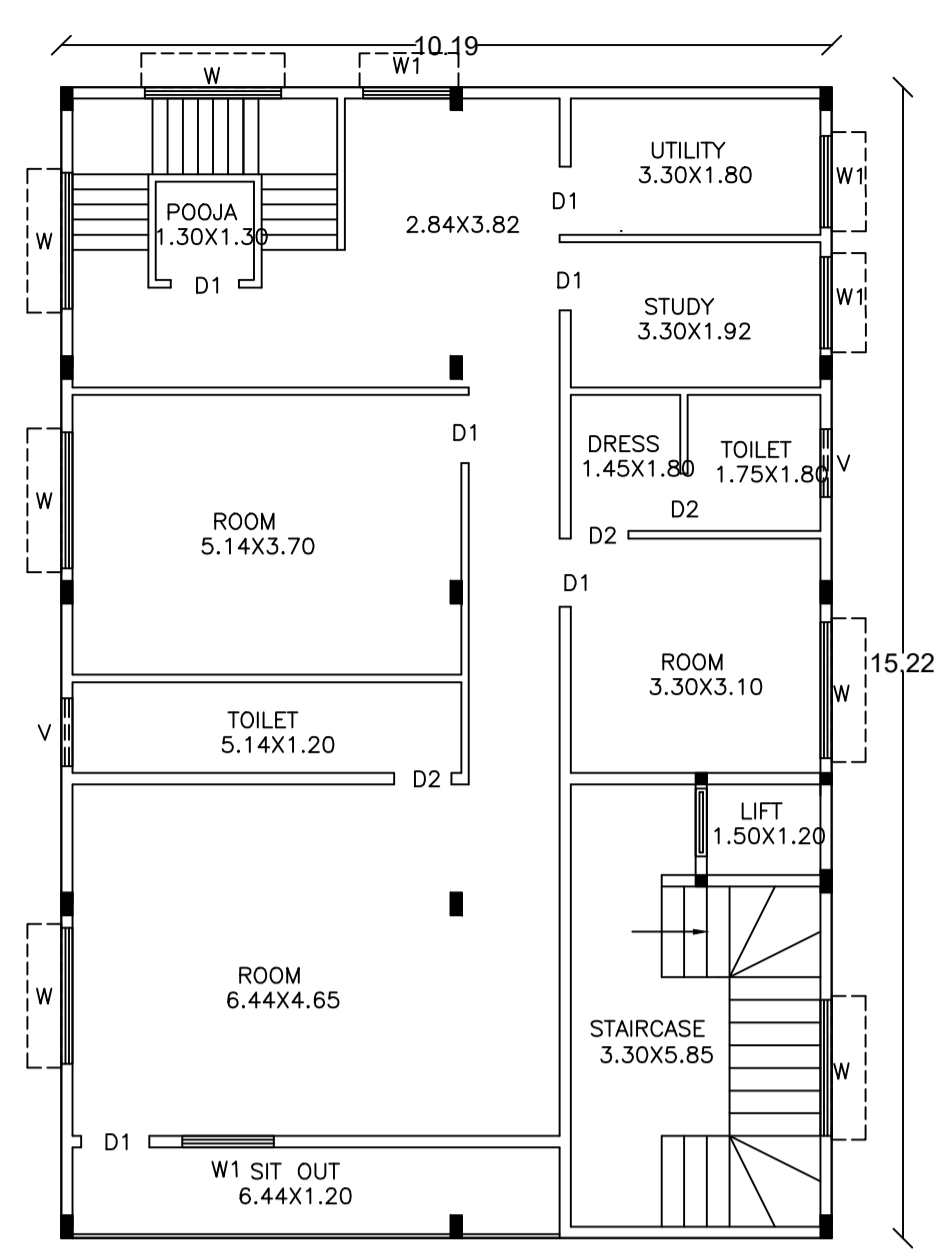 10.19
W
W1
UTILITY
3.30X1.80
W1
D1
POOJA
1.30X1.30
2.84X3.82
W
D1
D1
STUDY
3.30X1.92
W1
D1
DRESS
1.45X1.80
TOILET
1.75X1.80
V
W
D2
D2
ROOM
5.14X3.70
D1
ROOM
3.30X3.10
15.22
W
TOILET
5.14X1.20
V
D2
LIFT
1.50X1.20
ROOM
6.44X4.65
W
STAIRCASE
3.30X5.85
W
D1
W1
SIT OUT
6.44X1.20